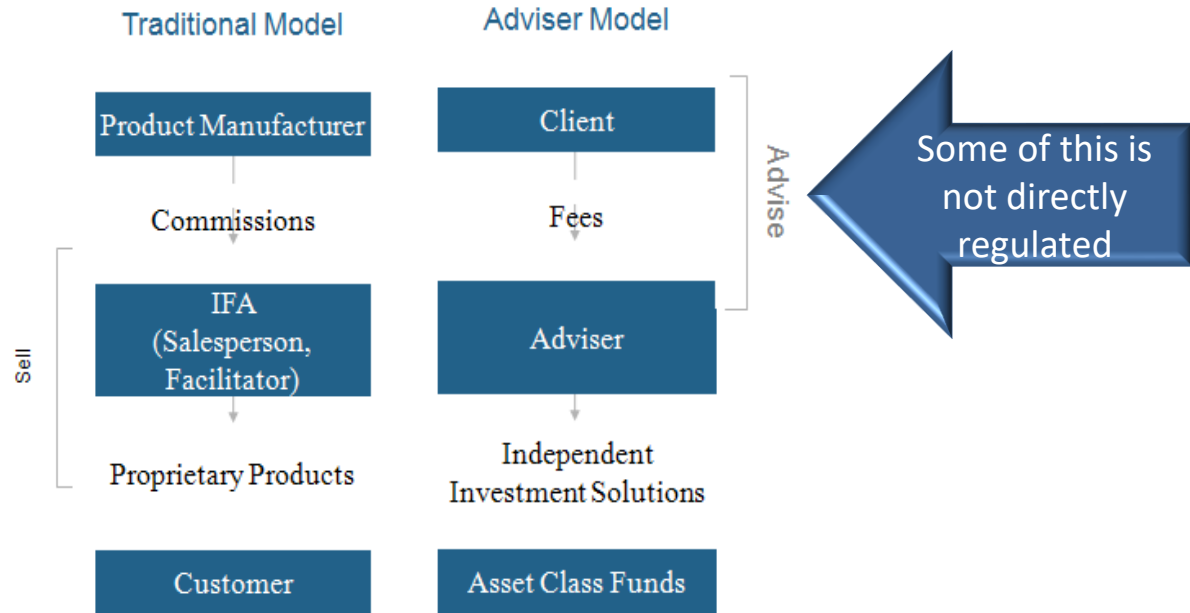 Traditional Model
Product Manufacturer
Commissions
Sell
IFA
(Salesperson,
Facilitator)
Proprietary Products
Customer
Adviser Model
Client
Fees
Advise
Adviser
Independent
Investment Solutions
Asset Class Funds
Some of this is
not directly
regulated